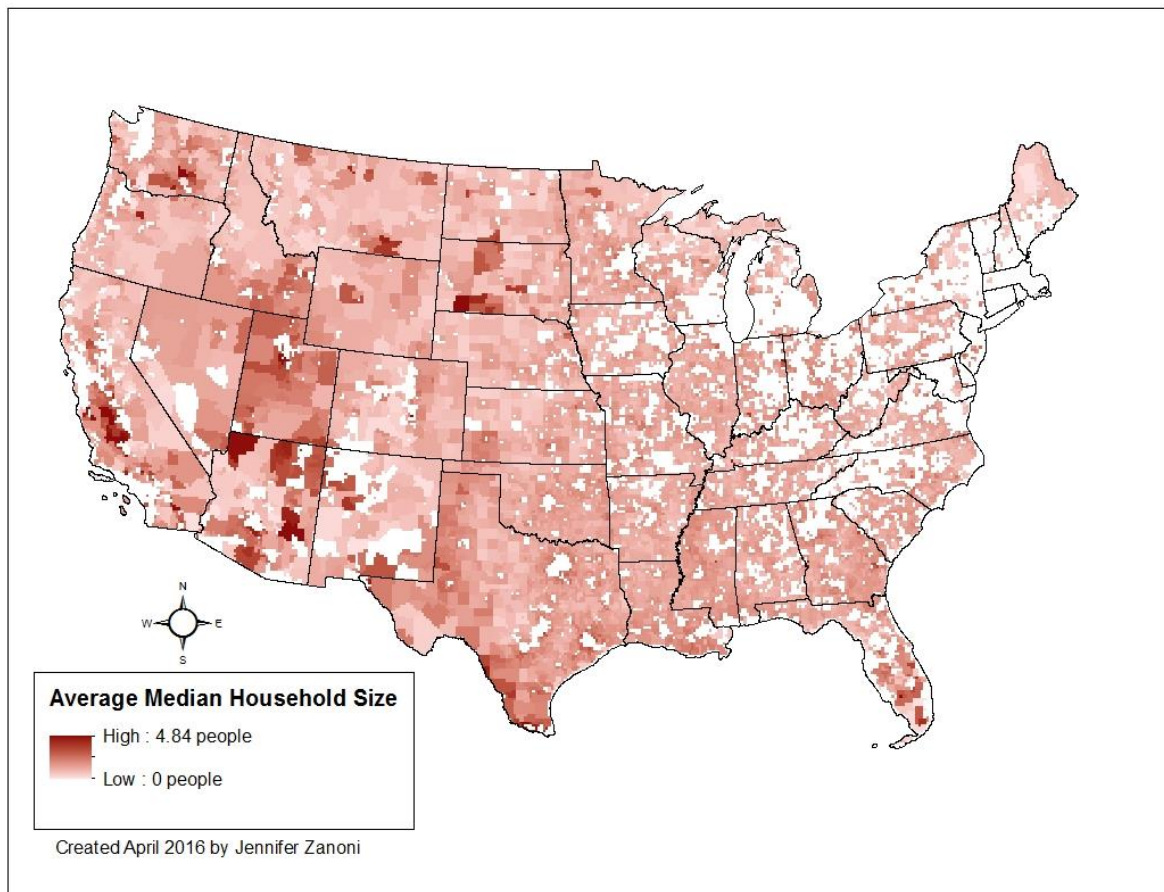 N
W E
S
Average Median Household Size
High : 4.84 people
Low : 0 people
Created April 2016 by Jennifer Zanoni